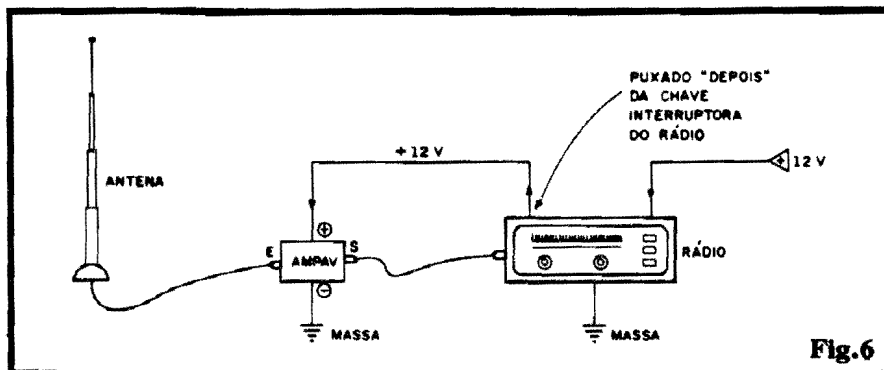 PUXADO "DEPOIS"
DA CHAVE
INTERRUPTORA
DO RÁDIO
+12 V
+ 12 V
ANTENA
+
E
AMPAV
S
-
RÁDIO
MASSA
MASSA
Fig.6